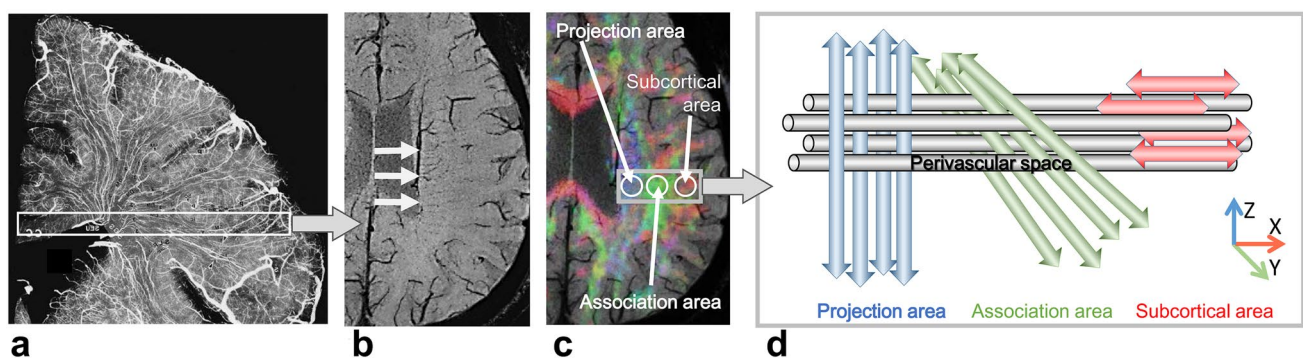 Projection area
Subcortical
area
Association area
Perivascular space
Z
X
Y
Projection area
Association area
Subcortical area
a
b
c
d